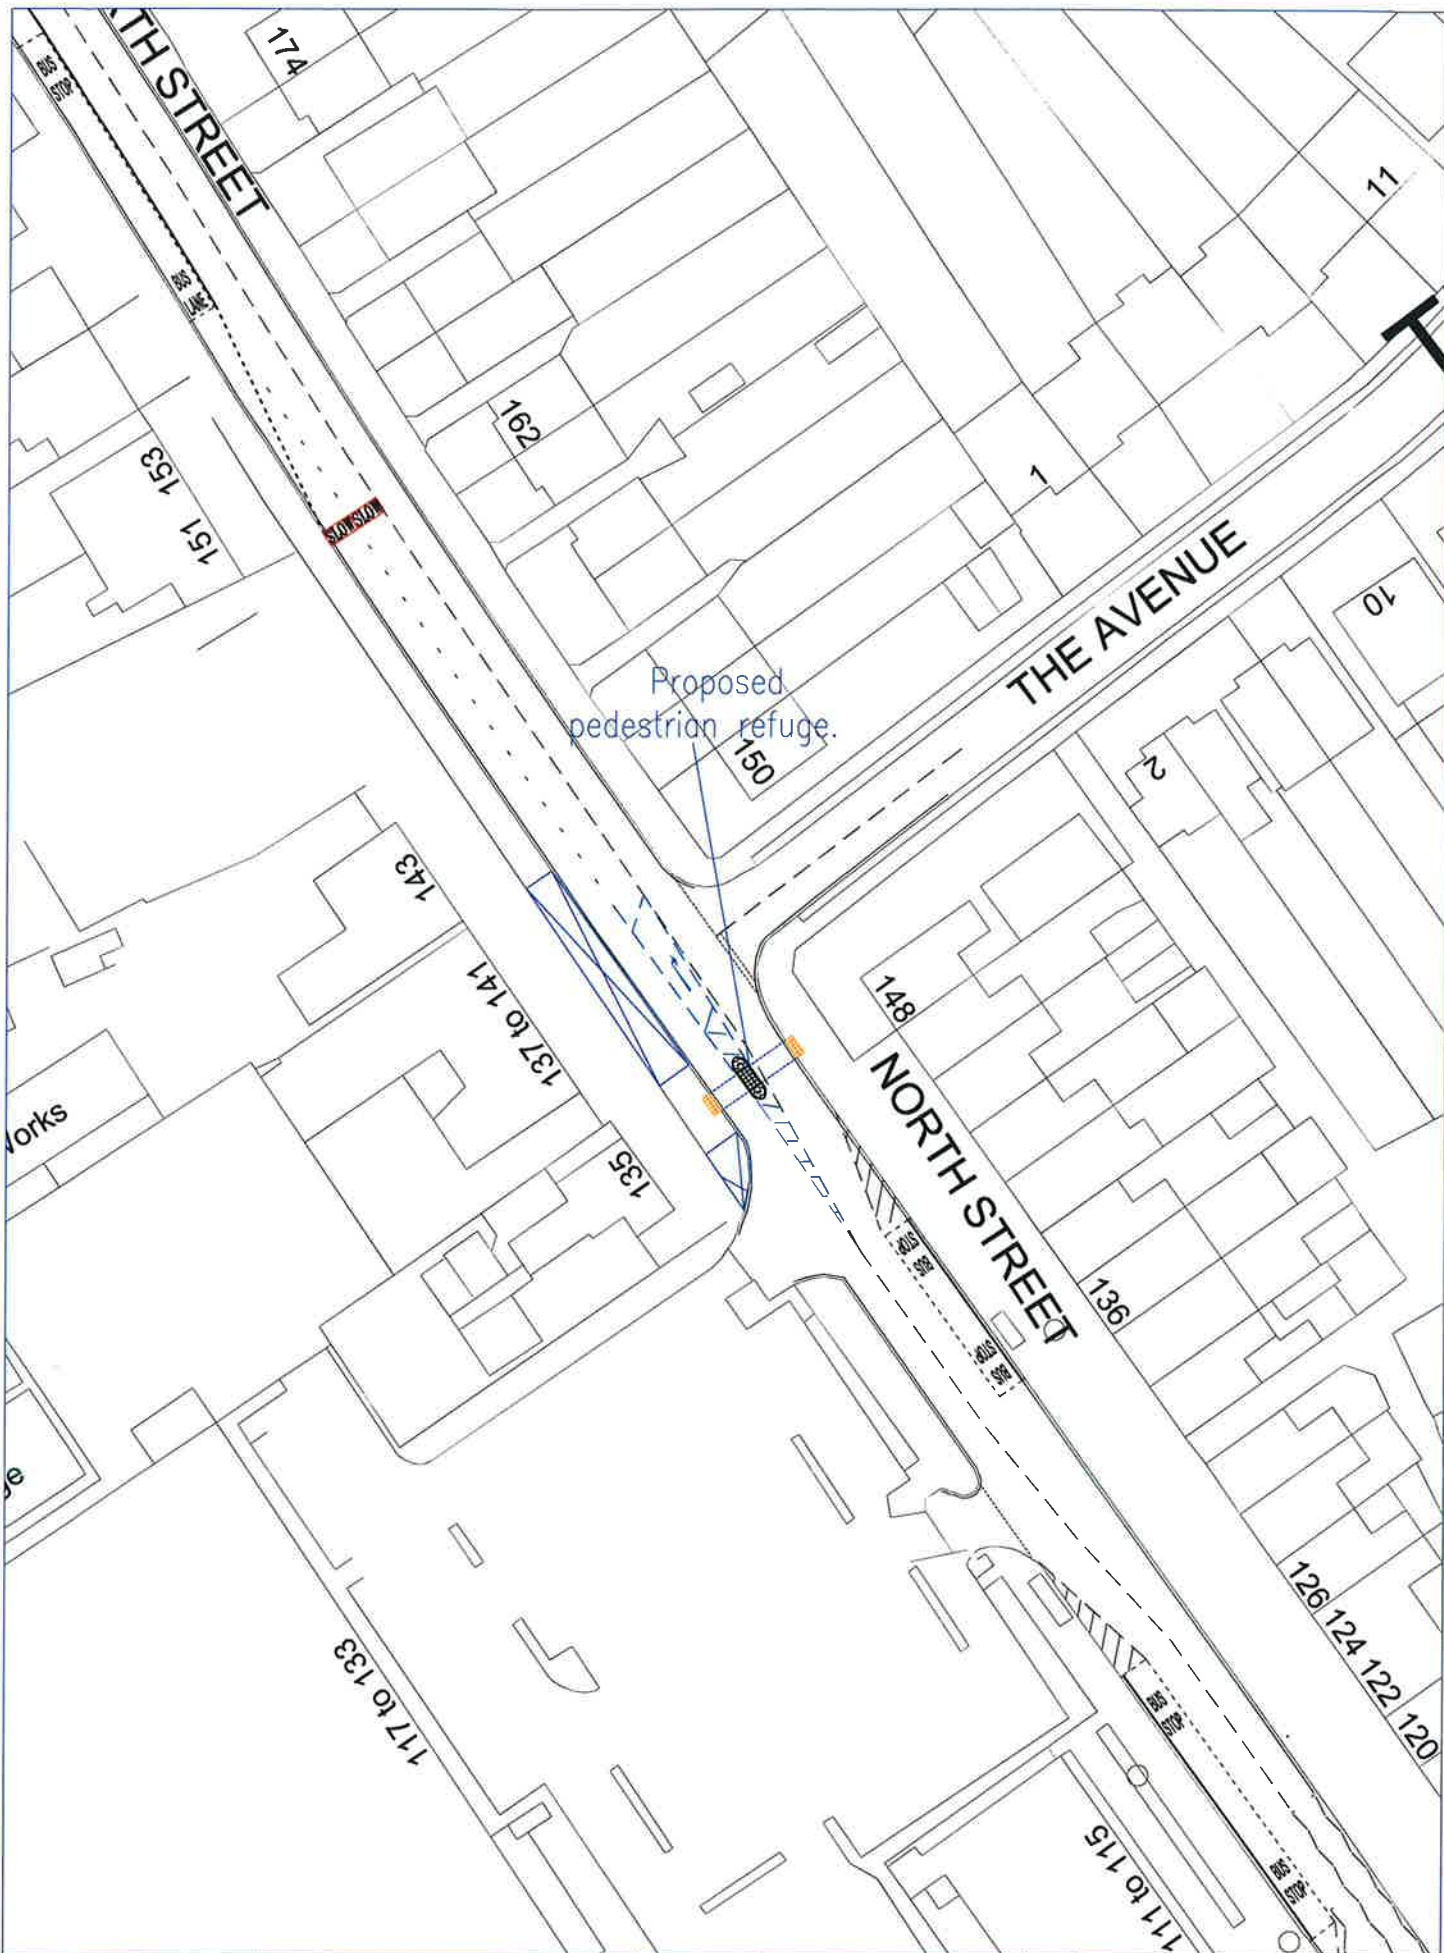 RTH STREET
174
BUS
STOP
11
BUS
LANE
T
162
153
151
SLOW SLOW
1
THE AVENUE
10
Proposed
pedestrian refuge.
150
2
143
137 to 141
148
orks
NORTH STREET
135
BUS
STOP
136
BUS
STOP
126
124
122
120
117 to 133
BUS
STOP
111 to 115
BUS
STOP